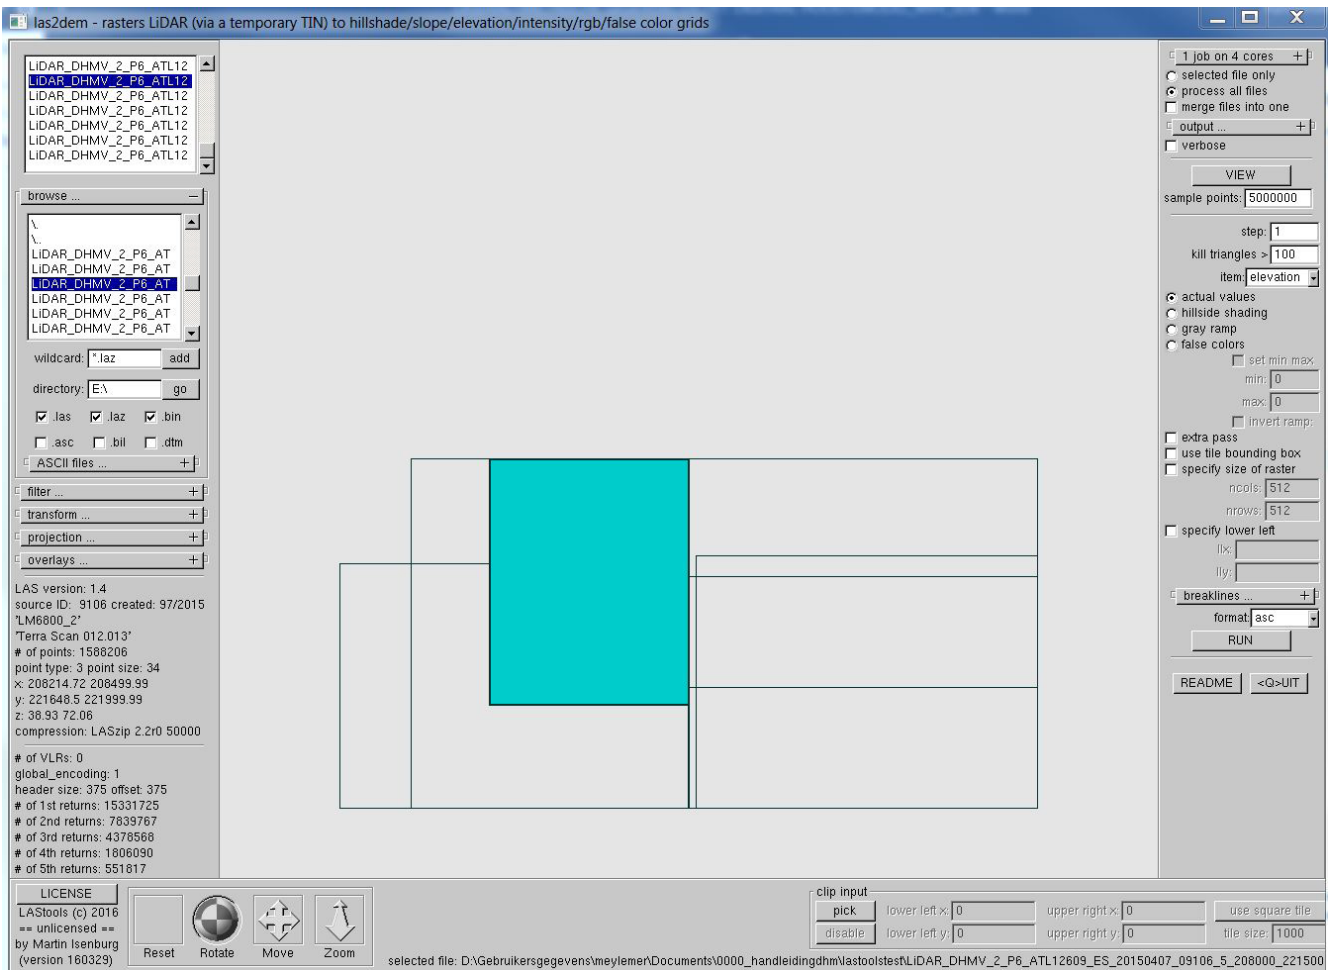 las2dem - rasters LiDAR (via a temporary TIN) to hillshade/slope/elevation/intensity/rgb/false color grids
LiDAR_DHMV_2_P6_ATL12
LiDAR_DHMV_2_P6_ATL12
LiDAR_DHMV_2_P6_ATL12
LiDAR_DHMV_2_P6_ATL12
LiDAR_DHMV_2_P6_ATL12
LiDAR_DHMV_2_P6_ATL12
LiDAR_DHMV_2_P6_ATL12
browse ... −
\.
\..
LiDAR_DHMV_2_P6_AT
LiDAR_DHMV_2_P6_AT
LiDAR_DHMV_2_P6_AT
LiDAR_DHMV_2_P6_AT
LiDAR_DHMV_2_P6_AT
LiDAR_DHMV_2_P6_AT
wildcard: *.laz add
directory: E:\ go
.las .laz .bin
.asc .bil .dtm
ASCII files ... +
filter ... +
transform ... +
projection ... +
overlays ... +
LAS version: 1.4
source ID: 9106 created: 97/2015
'LM6800_2'
'Terra Scan 012.013'
# of points: 1588206
point type: 3 point size: 34
x: 208214.72 208499.99
y: 221648.5 221999.99
z: 38.93 72.06
compression: LASzip 2.2r0 50000
# of VLRs: 0
global_encoding: 1
header size: 375 offset: 375
# of 1st returns: 15331725
# of 2nd returns: 7839767
# of 3rd returns: 4378568
# of 4th returns: 1806090
# of 5th returns: 551817
1 job on 4 cores +
selected file only
process all files
merge files into one
output ... +
verbose
VIEW
sample points: 5000000
step: 1
kill triangles > 100
item: elevation
actual values
hillside shading
gray ramp
false colors
set min max
min: 0
max: 0
invert ramp:
extra pass
use tile bounding box
specify size of raster
ncols: 512
nrows: 512
specify lower left
llx:
lly:
breaklines ... +
format: asc
RUN
README <Q>UIT
LICENSE
LAStools (c) 2016
== unlicensed ==
by Martin Isenburg
(version 160329)
Reset Rotate Move Zoom
clip input
pick lower left x: 0 upper right x: 0 use square tile
disable lower left y: 0 upper right y: 0 tile size: 1000
selected file: D:\Gebruikersgegevens\meylemer\Documents\0000_handleidingdhm\lastoolstest\LiDAR_DHMV_2_P6_ATL12609_ES_20150407_09106_5_208000_221500